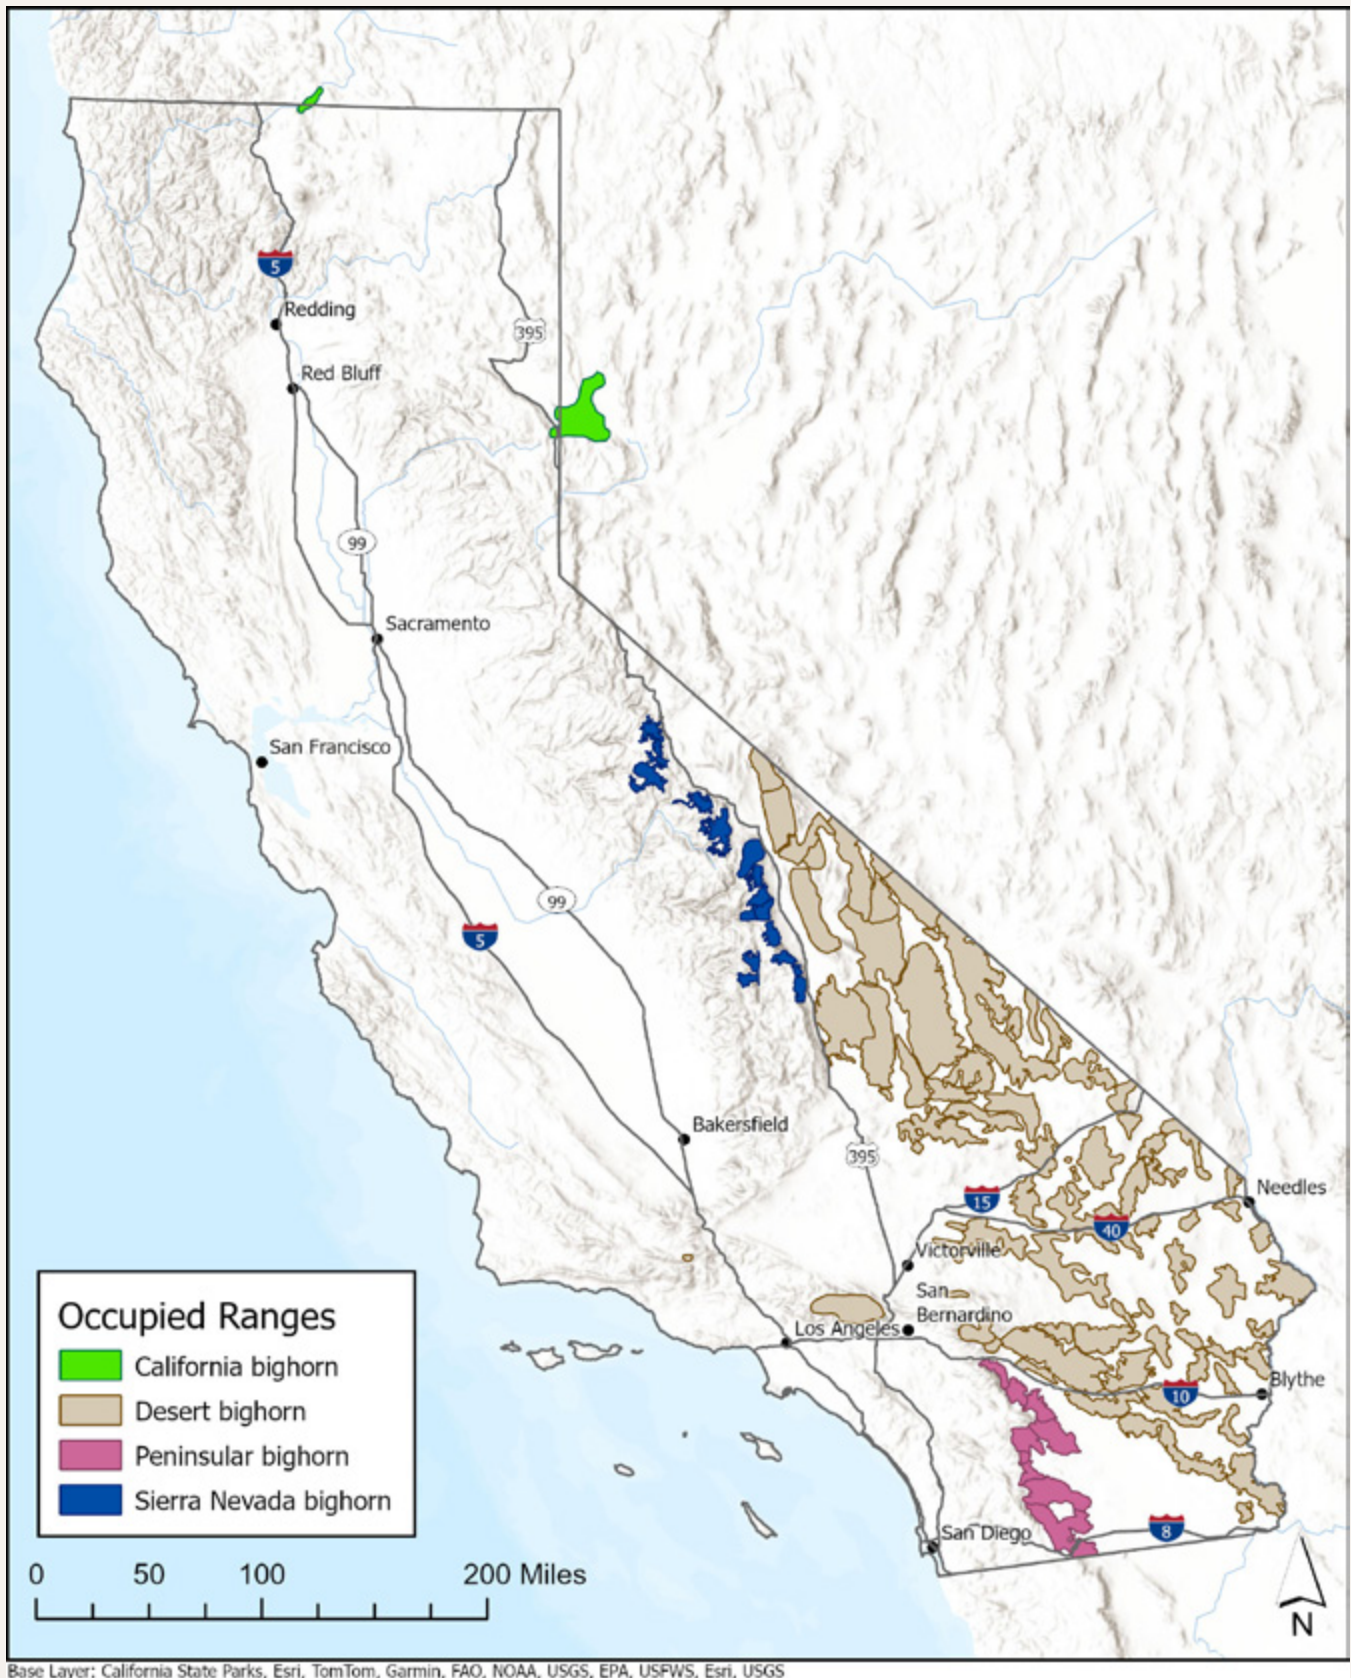 5
Redding
395
Red Bluff
99
Sacramento
San Francisco
99
5
Bakersfield
395
Needles
15
40
Victorville
San
Bernardino
Los Angeles
Blythe
10
San Diego
8
Occupied Ranges
California bighorn
Desert bighorn
Peninsular bighorn
Sierra Nevada bighorn
0 50 100 200 Miles
N
Base Layer: California State Parks, Esri, TomTom, Garmin, FAO, NOAA, USGS, EPA, USFWS, Esri, USGS